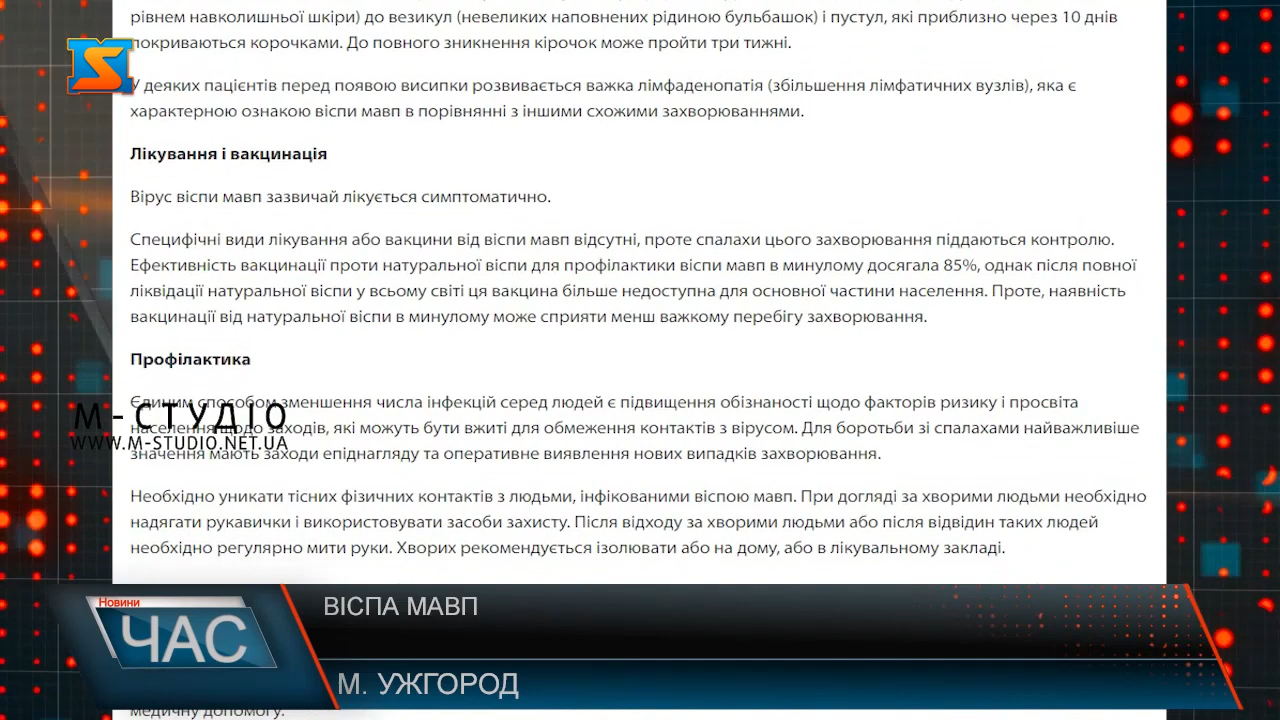 рівнем навколишньої шкіри) до везикул (невеликих наповнених рідиною бульбашок) і пустул, які приблизно через 10 днів
покриваються корочками. До повного зникнення кірочок може пройти три тижні.
У деяких пацієнтів перед появою висипки розвивається важка лімфаденопатія (збільшення лімфатичних вузлів), яка є
характерною ознакою віспи мавп в порівнянні з іншими схожими захворюваннями.
Лікування і вакцинація
Вірус віспи мавп зазвичай лікується симптоматично.
Специфічні види лікування або вакцини від віспи мавп відсутні, проте спалахи цього захворювання піддаються контролю.
Ефективність вакцинації проти натуральної віспи для профілактики віспи мавп в минулому досягала 85%, однак після повної
ліквідації натуральної віспи у всьому світі ця вакцина більше недоступна для основної частини населення. Проте, наявність
вакцинації від натуральної віспи в минулому може сприяти менш важкому перебігу захворювання.
Профілактика
Єдиним способом зменшення числа інфекцій серед людей є підвищення обізнаності щодо факторів ризику і просвіта
населення щодо заходів, які можуть бути вжиті для обмеження контактів з вірусом. Для боротьби зі спалахами найважливіше
значення мають заходи епіднагляду та оперативне виявлення нових випадків захворювання.
М-СТУДІО
WWW.M-STUDIO.NET.UA
Необхідно уникати тісних фізичних контактів з людьми, інфікованими віспою мавп. При догляді за хворими людьми необхідно
надягати рукавички і використовувати засоби захисту. Після відходу за хворими людьми або після відвідин таких людей
необхідно регулярно мити руки. Хворих рекомендується ізолювати або на дому, або в лікувальному закладі.
Новини
ЧАС
ВІСПА МАВП
М. УЖГОРОД
медичну допомогу.